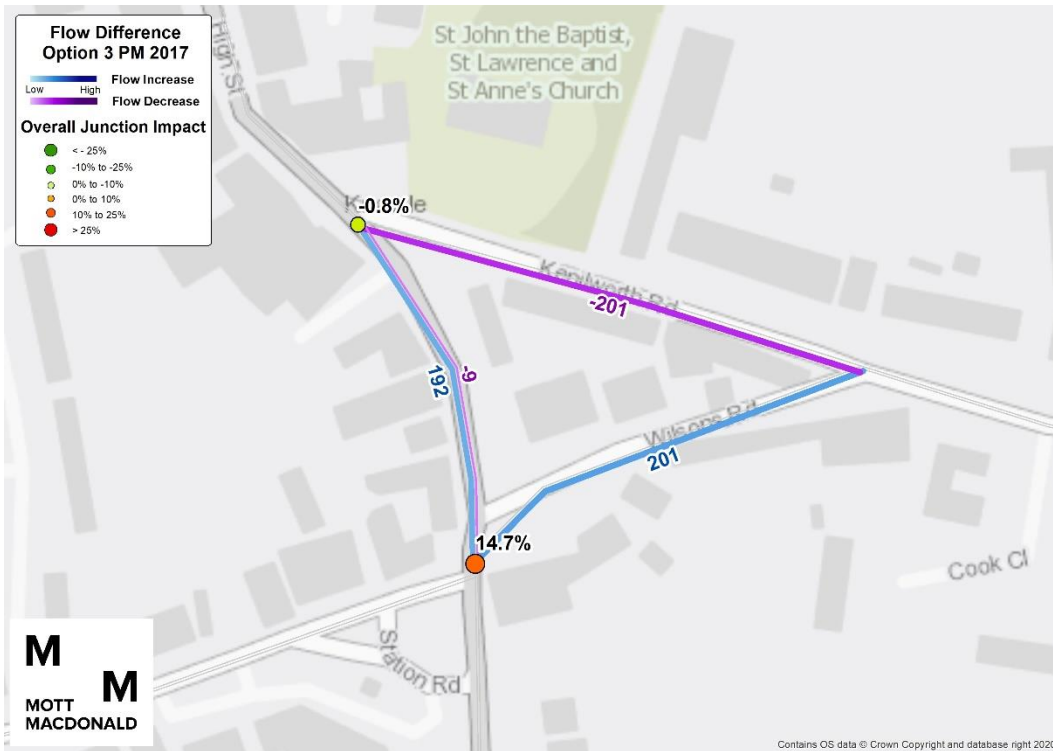 Flow Difference
Option 3 PM 2017
Flow Increase
Low High
Flow Decrease
Overall Junction Impact
< - 25%
-10% to -25%
0% to -10%
0% to 10%
10% to 25%
> 25%
High St
St John the Baptist,
St Lawrence and
St Anne's Church
-0.8%
Kenilworth Rd
-201
192
-9
Wilsons Rd
201
14.7%
Cook Cl
Station Rd
M
M
MOTT
MACDONALD
Contains OS data © Crown Copyright and database right 2020